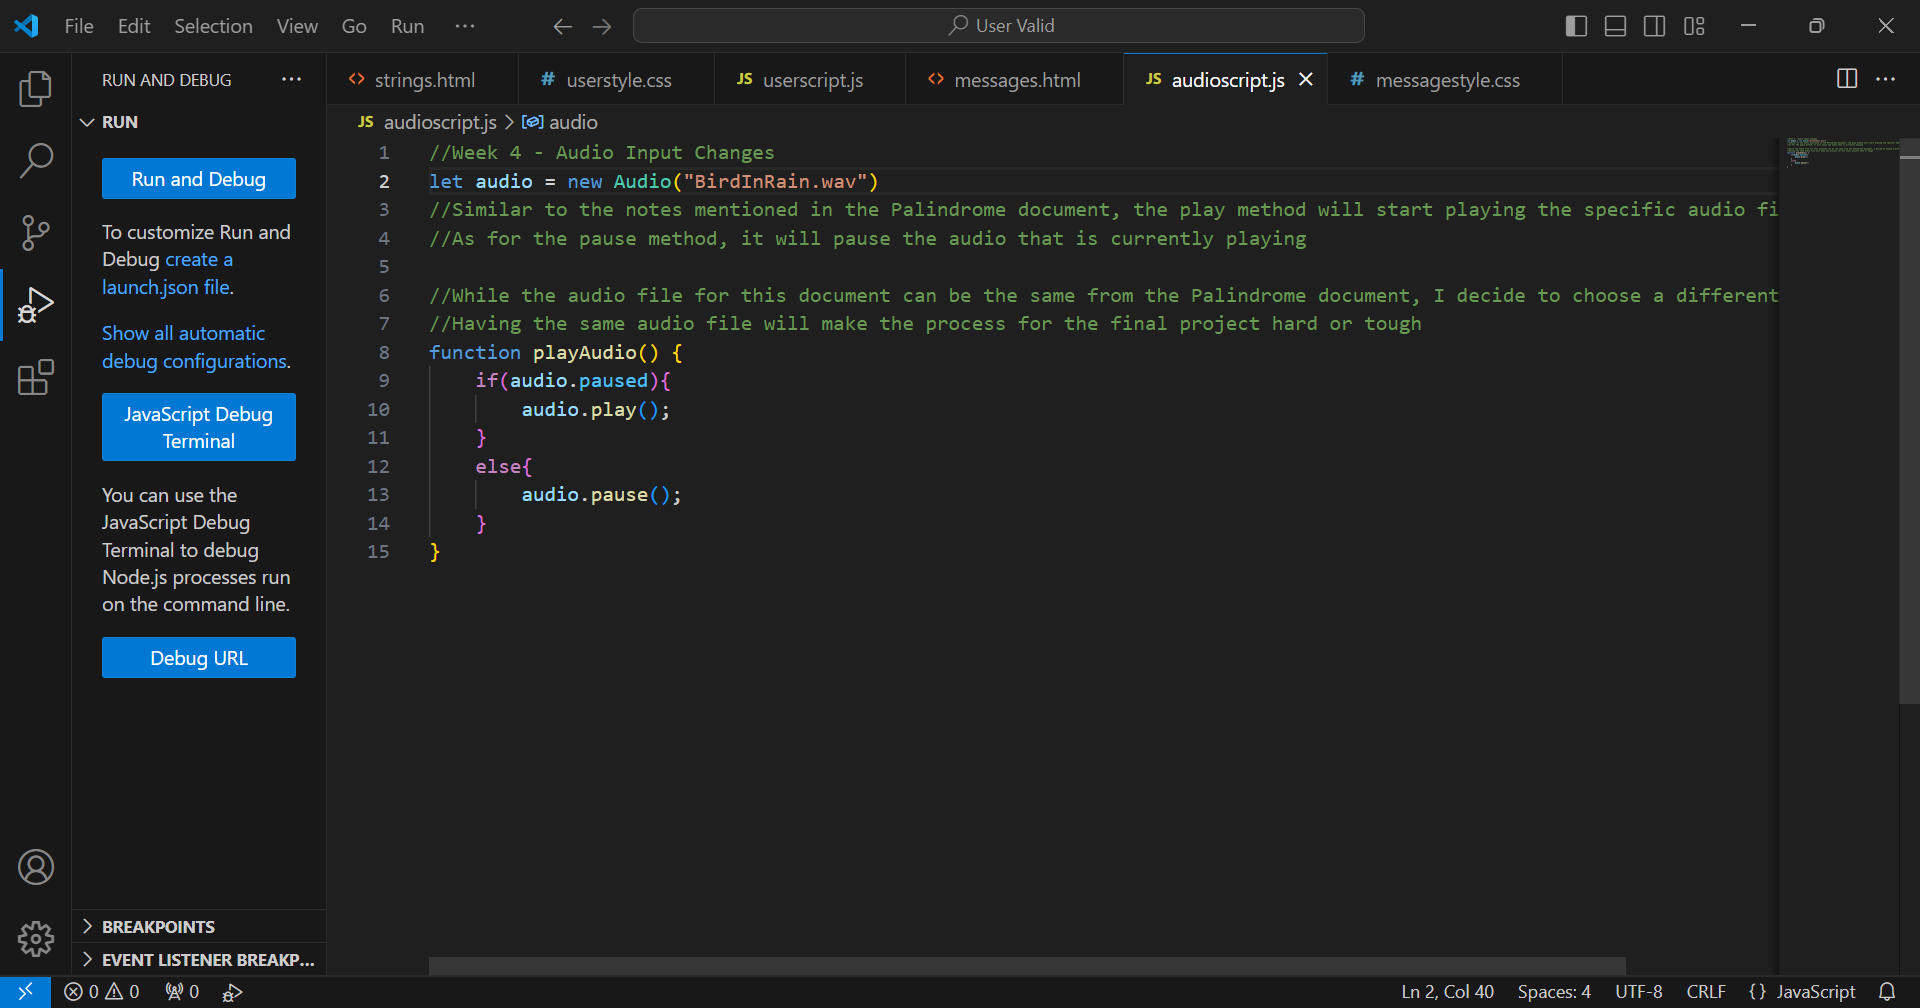 File Edit Selection View Go Run ··· User Valid
RUN AND DEBUG ···
strings.html # userstyle.css JS userscript.js messages.html JS audioscript.js # messagestyle.css ···
RUN
JS audioscript.js > audio
Run and Debug
To customize Run and
Debug create a
launch.json file.
Show all automatic
debug configurations.
JavaScript Debug
Terminal
You can use the
JavaScript Debug
Terminal to debug
Node.js processes run
on the command line.
Debug URL
BREAKPOINTS
EVENT LISTENER BREAKP...
1 //Week 4 - Audio Input Changes
2 let audio = new Audio("BirdInRain.wav")
3 //Similar to the notes mentioned in the Palindrome document, the play method will start playing the specific audio fi
4 //As for the pause method, it will pause the audio that is currently playing
5
6 //While the audio file for this document can be the same from the Palindrome document, I decide to choose a different
7 //Having the same audio file will make the process for the final project hard or tough
8 function playAudio() {
9 if(audio.paused){
10 audio.play();
11 }
12 else{
13 audio.pause();
14 }
15 }
0 0 0 Ln 2, Col 40 Spaces: 4 UTF-8 CRLF {} JavaScript